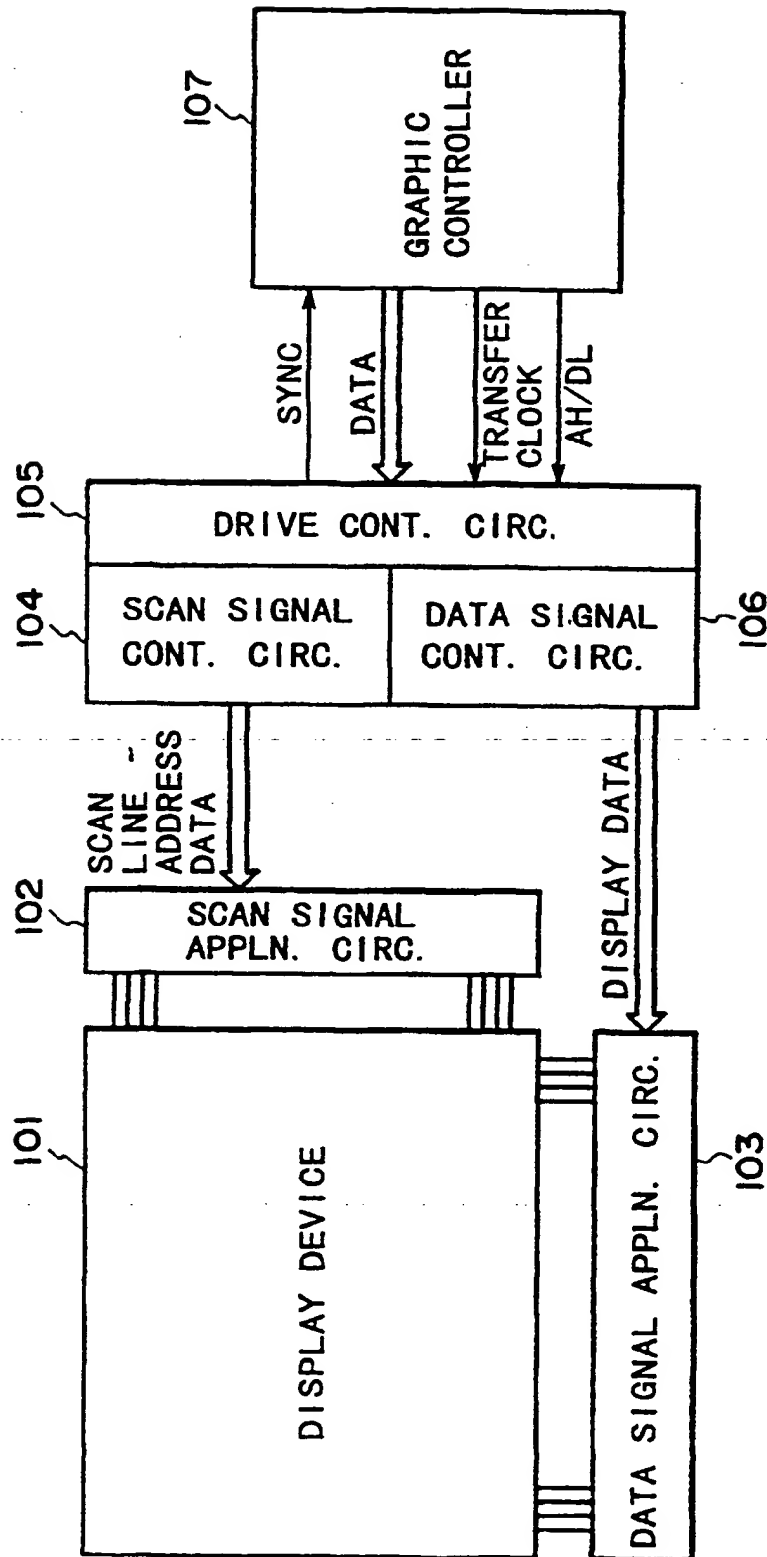 101
102
104
105
107
DISPLAY DEVICE
SCAN SIGNAL
APPLN. CIRC.
SCAN
LINE -
ADDRESS
DATA
SCAN SIGNAL
CONT. CIRC.
DATA SIGNAL
CONT. CIRC.
DRIVE CONT. CIRC.
SYNC
DATA
TRANSFER
CLOCK
AH/DL
GRAPHIC
CONTROLLER
DISPLAY DATA
DATA SIGNAL APPLN. CIRC.
103
106